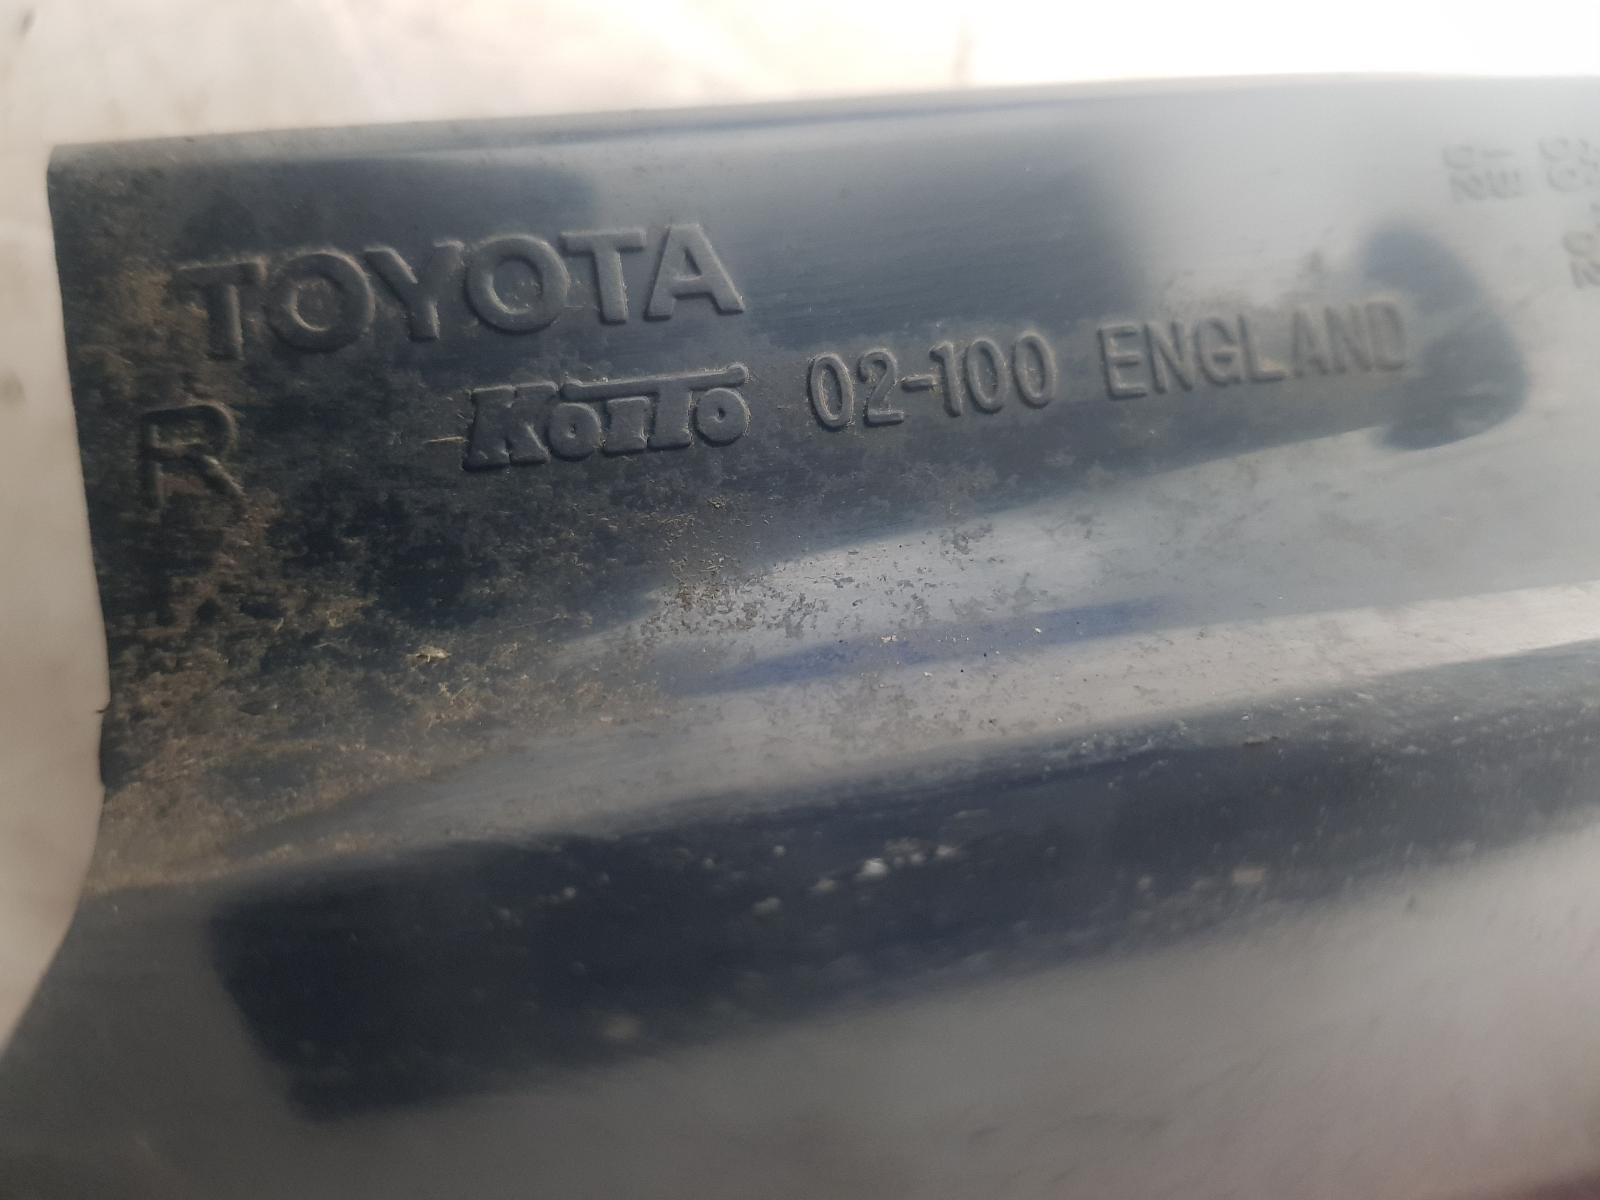 TOYOTA
R KOITO 02-100 ENGLAND